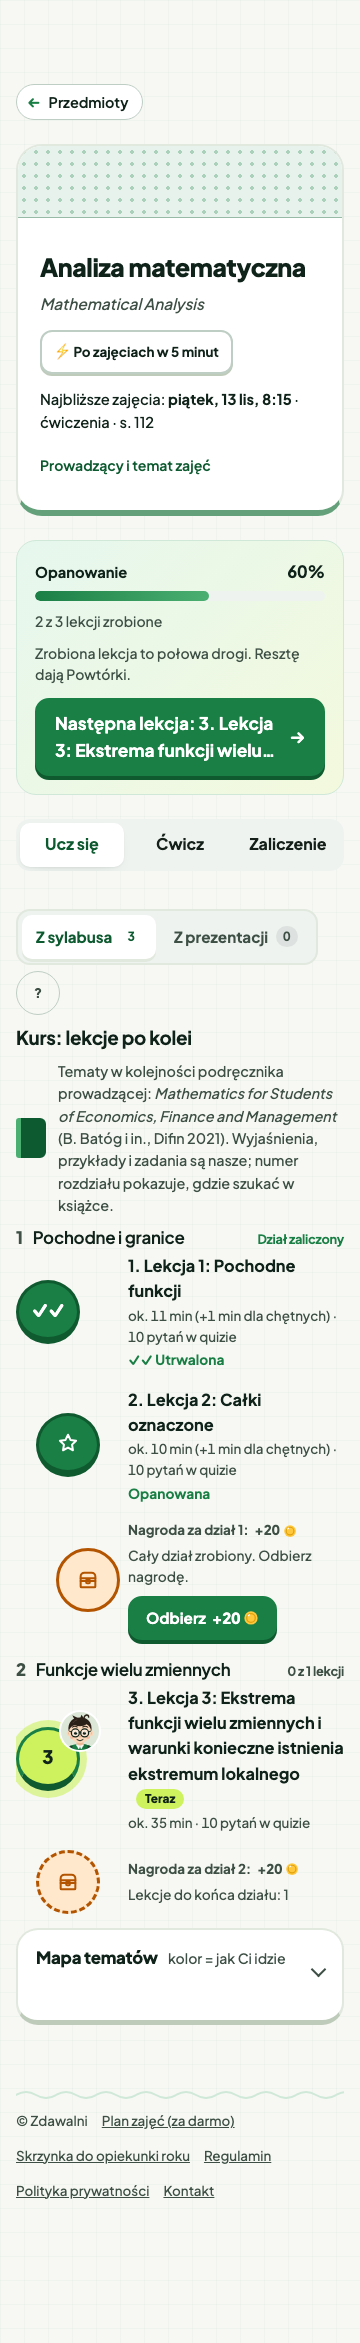 ← Przedmioty
Analiza matematyczna
Mathematical Analysis
⚡ Po zajęciach w 5 minut
Najbliższe zajęcia: piątek, 13 lis, 8:15 ·
ćwiczenia · s. 112
Prowadzący i temat zajęć
Opanowanie 60%
2 z 3 lekcji zrobione
Zrobiona lekcja to połowa drogi. Resztę
dają Powtórki.
Następna lekcja: 3. Lekcja
3: Ekstrema funkcji wielu... →
Ucz się Ćwicz Zaliczenie
Z sylabusa 3 Z prezentacji 0
?
Kurs: lekcje po kolei
Tematy w kolejności podręcznika
prowadzącej: Mathematics for Students
of Economics, Finance and Management
(B. Batóg i in., Difin 2021). Wyjaśnienia,
przykłady i zadania są nasze; numer
rozdziału pokazuje, gdzie szukać w
książce.
1 Pochodne i granice Dział zaliczony
1. Lekcja 1: Pochodne
funkcji
ok. 11 min (+1 min dla chętnych) ·
10 pytań w quizie
✓✓ Utrwalona
2. Lekcja 2: Całki
oznaczone
ok. 10 min (+1 min dla chętnych) ·
10 pytań w quizie
Opanowana
Nagroda za dział 1: +20
Cały dział zrobiony. Odbierz
nagrodę.
Odbierz +20
2 Funkcje wielu zmiennych 0 z 1 lekcji
3
3. Lekcja 3: Ekstrema
funkcji wielu zmiennych i
warunki konieczne istnienia
ekstremum lokalnego
Teraz
ok. 35 min · 10 pytań w quizie
Nagroda za dział 2: +20
Lekcje do końca działu: 1
Mapa tematów kolor = jak Ci idzie
© Zdawalni Plan zajęć (za darmo)
Skrzynka do opiekunki roku Regulamin
Polityka prywatności Kontakt